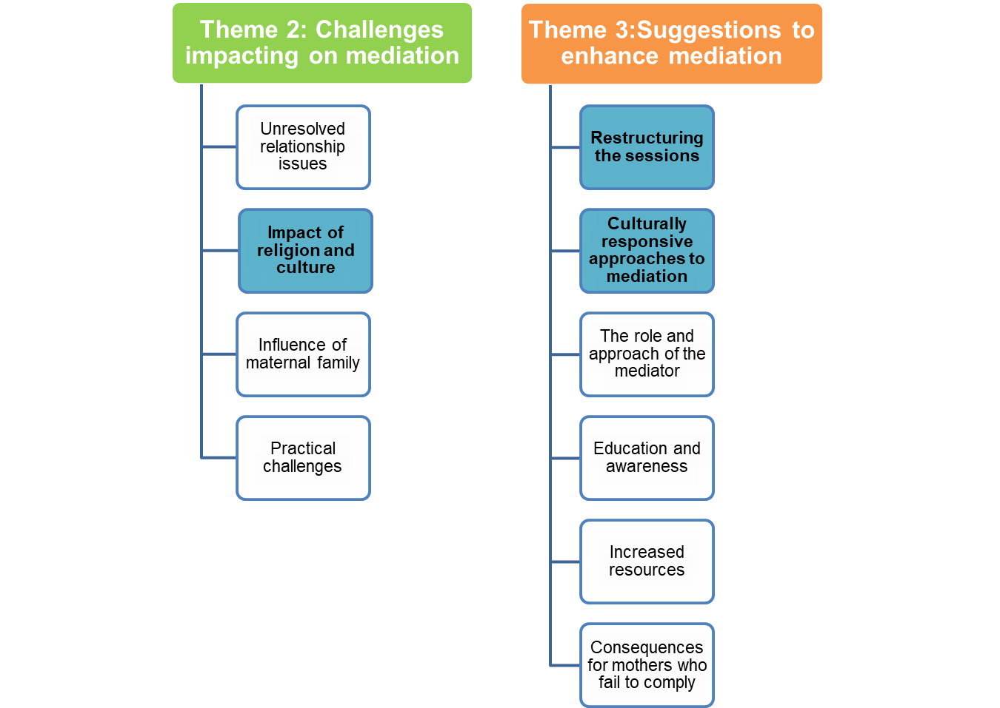 Theme 2: Challenges
impacting on mediation
Unresolved
relationship
issues
Impact of
religion and
culture
Influence of
maternal family
Practical
challenges
Theme 3:Suggestions to
enhance mediation
Restructuring
the sessions
Culturally
responsive
approaches to
mediation
The role and
approach of the
mediator
Education and
awareness
Increased
resources
Consequences
for mothers who
fail to comply